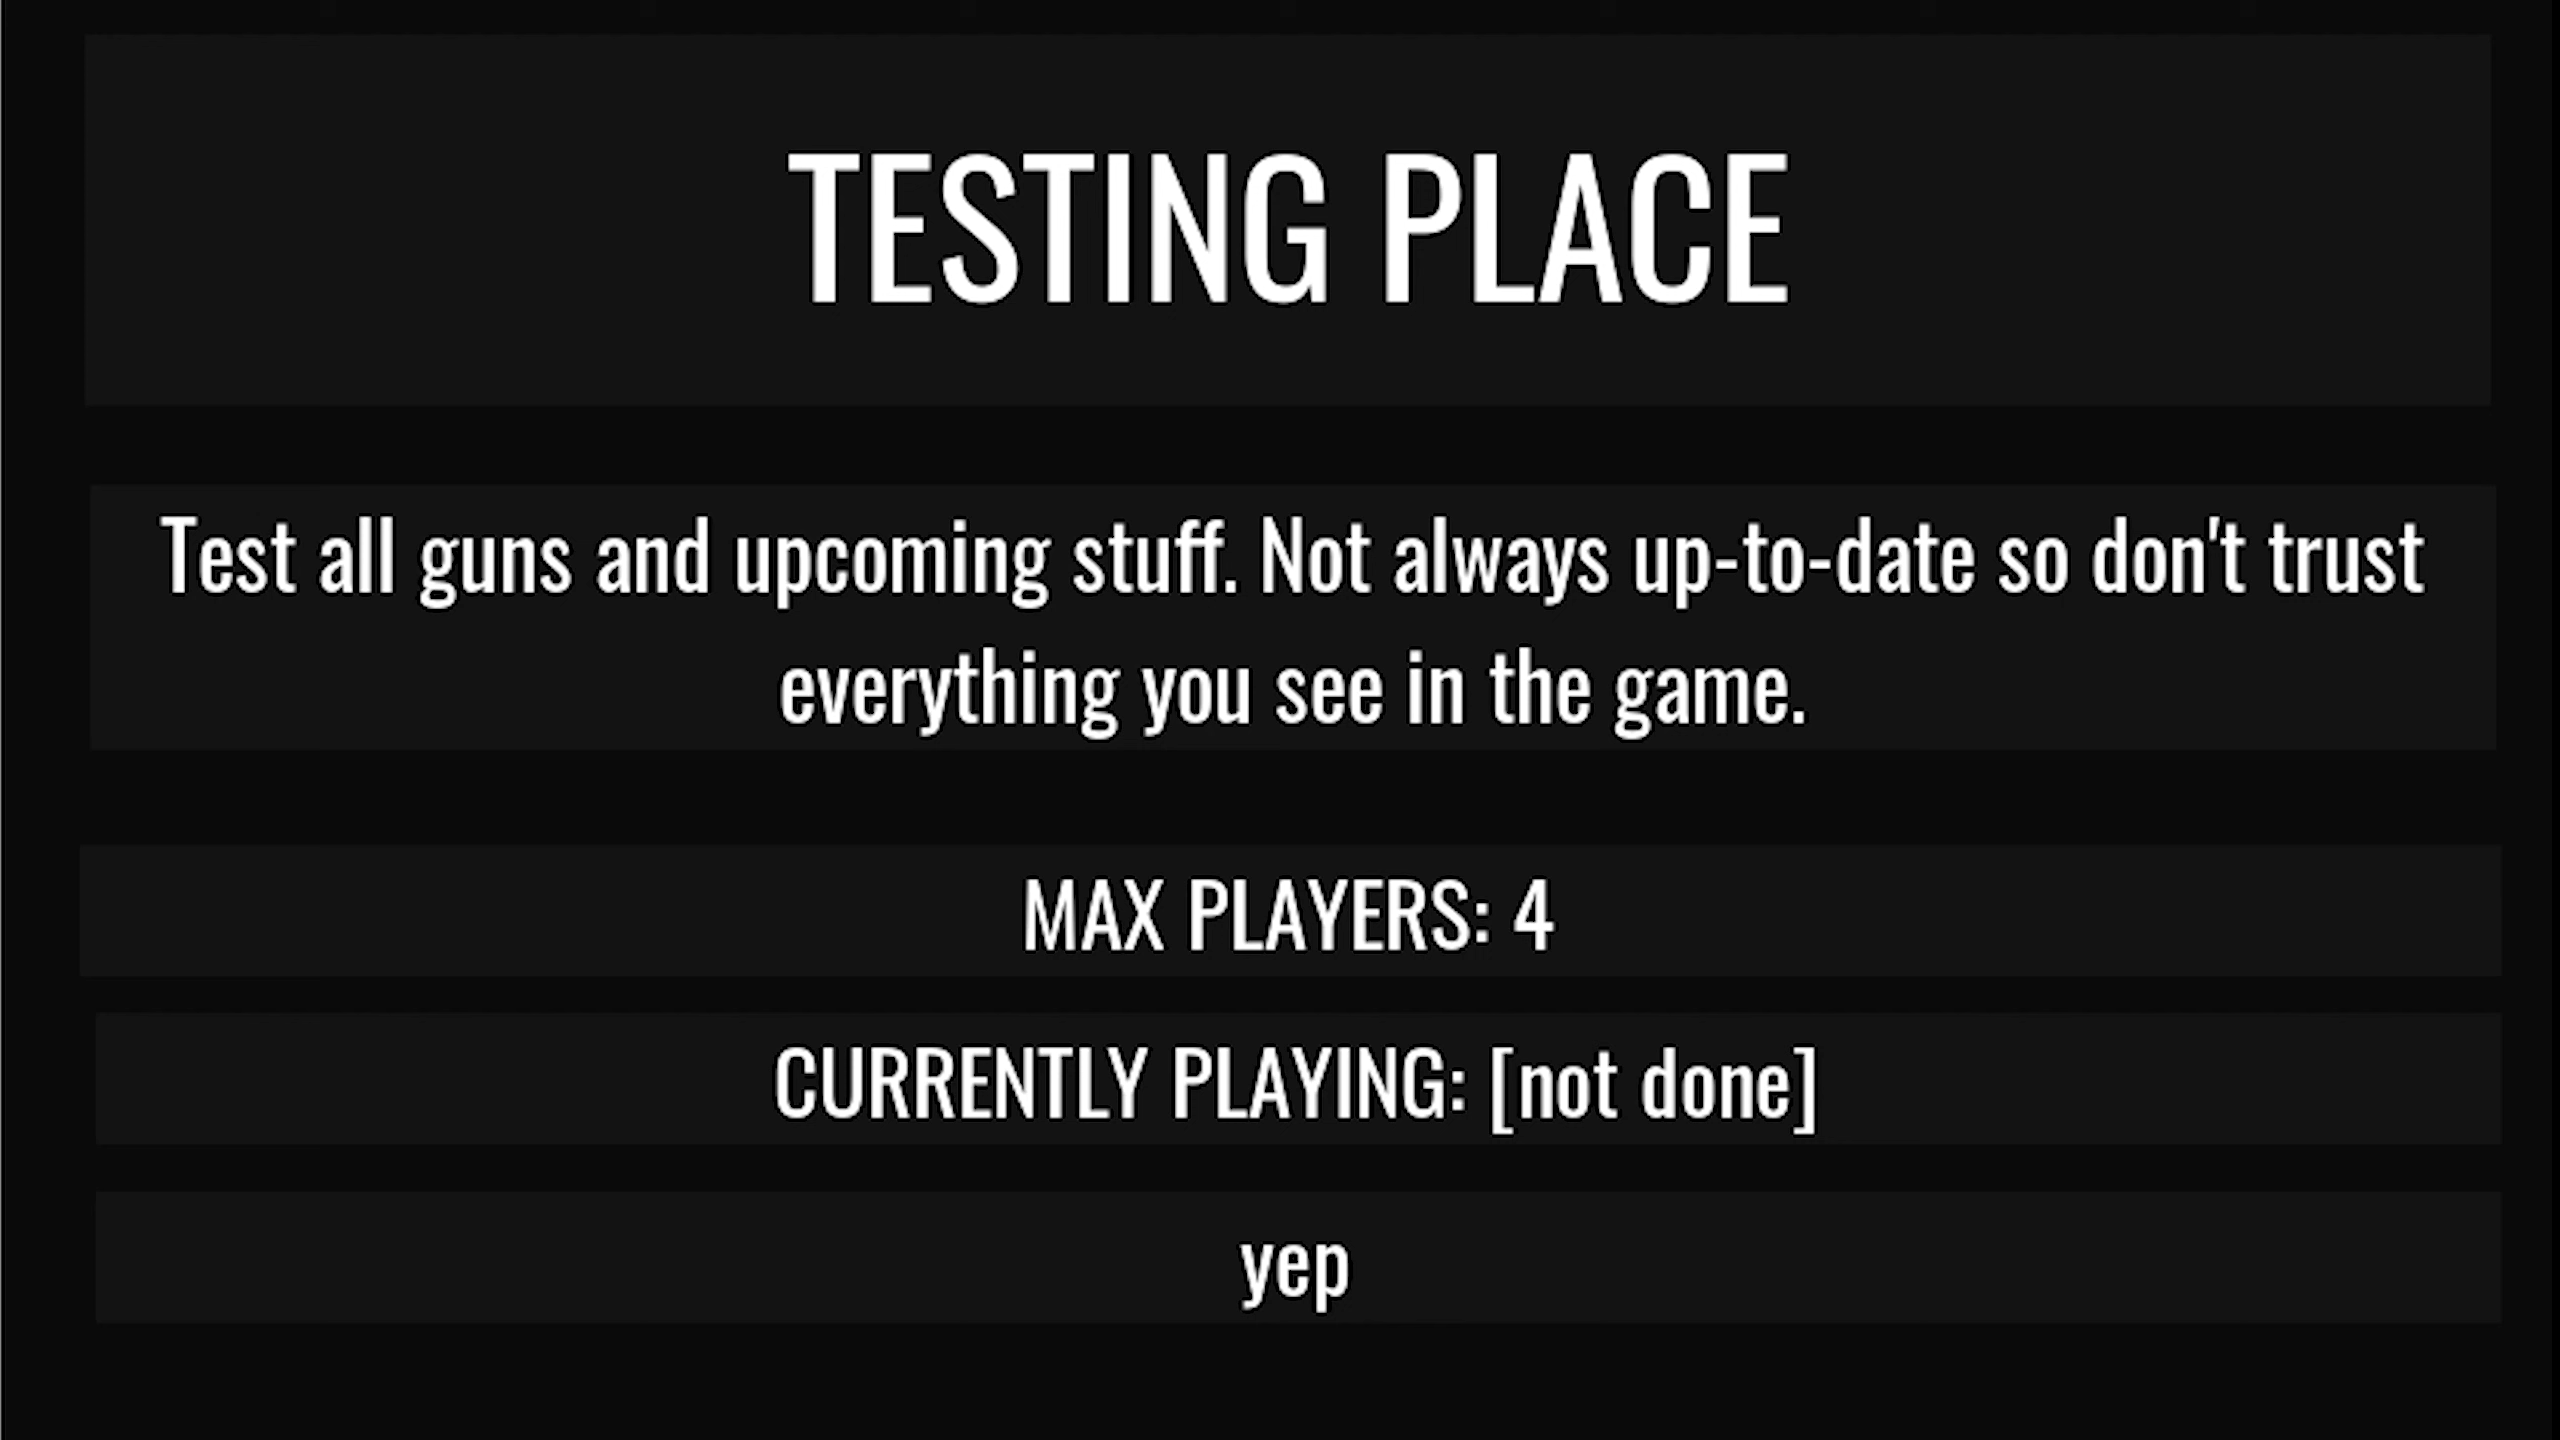 TESTING PLACE
Test all guns and upcoming stuff. Not always up-to-date so don't trust
everything you see in the game.
MAX PLAYERS: 4
CURRENTLY PLAYING: [not done]
yep